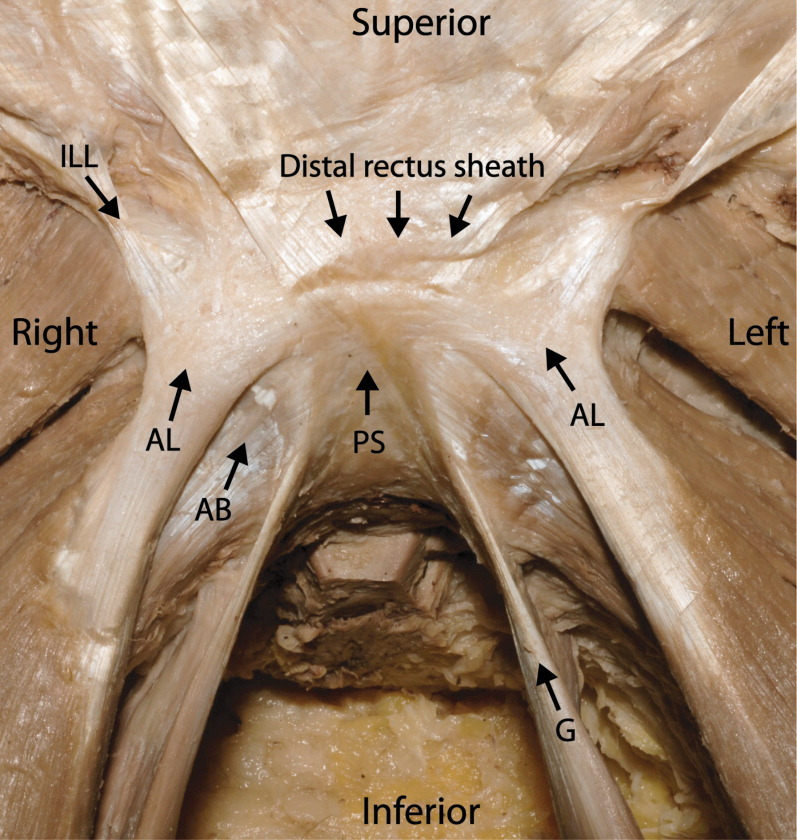 Superior
ILL
Distal rectus sheath
Right
Left
AL
AL
PS
AB
G
Inferior